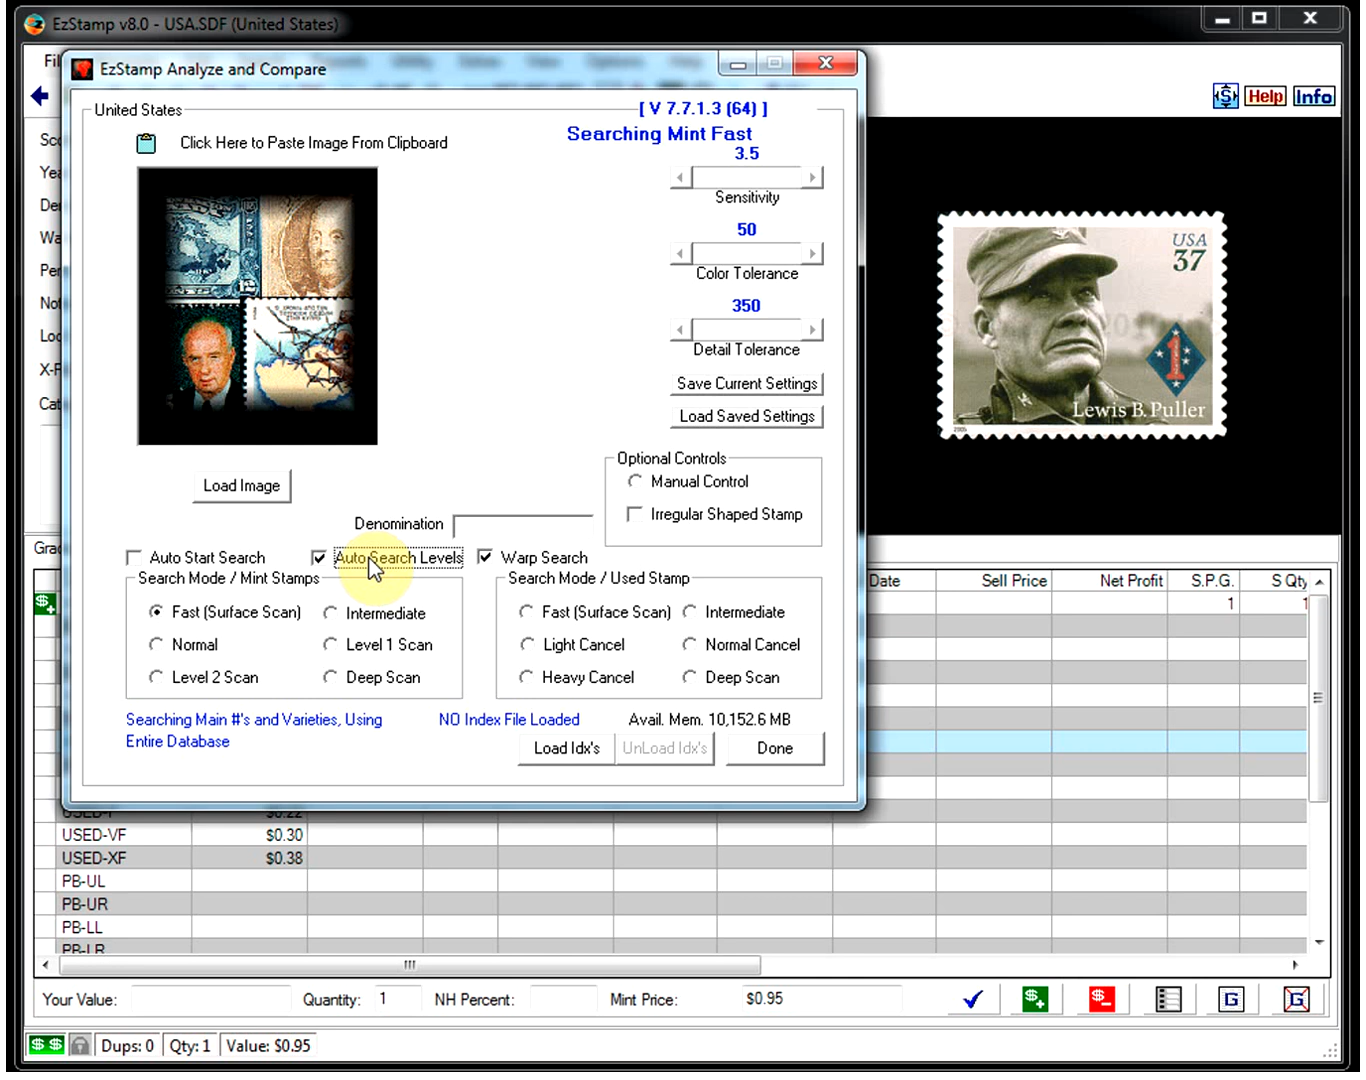 EzStamp v8.0 - USA.SDF (United States)
EzStamp Analyze and Compare
Help
Info
United States
[ V 7.7.1.3 (64) ]
Click Here to Paste Image From Clipboard
Searching Mint Fast
3.5
Sensitivity
50
Color Tolerance
350
Detail Tolerance
Save Current Settings
Load Saved Settings
USA
37
1
Lewis B. Puller
2005
Load Image
Optional Controls
Manual Control
Irregular Shaped Stamp
Denomination
Auto Start Search
Auto Search Levels
Warp Search
Search Mode / Mint Stamps
Fast (Surface Scan)
Intermediate
Normal
Level 1 Scan
Level 2 Scan
Deep Scan
Search Mode / Used Stamp
Fast (Surface Scan)
Intermediate
Light Cancel
Normal Cancel
Heavy Cancel
Deep Scan
Searching Main #'s and Varieties, Using
Entire Database
NO Index File Loaded
Avail. Mem. 10,152.6 MB
Load Idx's
UnLoad Idx's
Done
Date Sell Price Net Profit S.P.G. S Qty
1 1
USED-VF $0.30
USED-XF $0.38
PB-UL
PB-UR
PB-LL
PB-LR
Your Value: Quantity: 1 NH Percent: Mint Price: $0.95
Dups: 0 Qty: 1 Value: $0.95